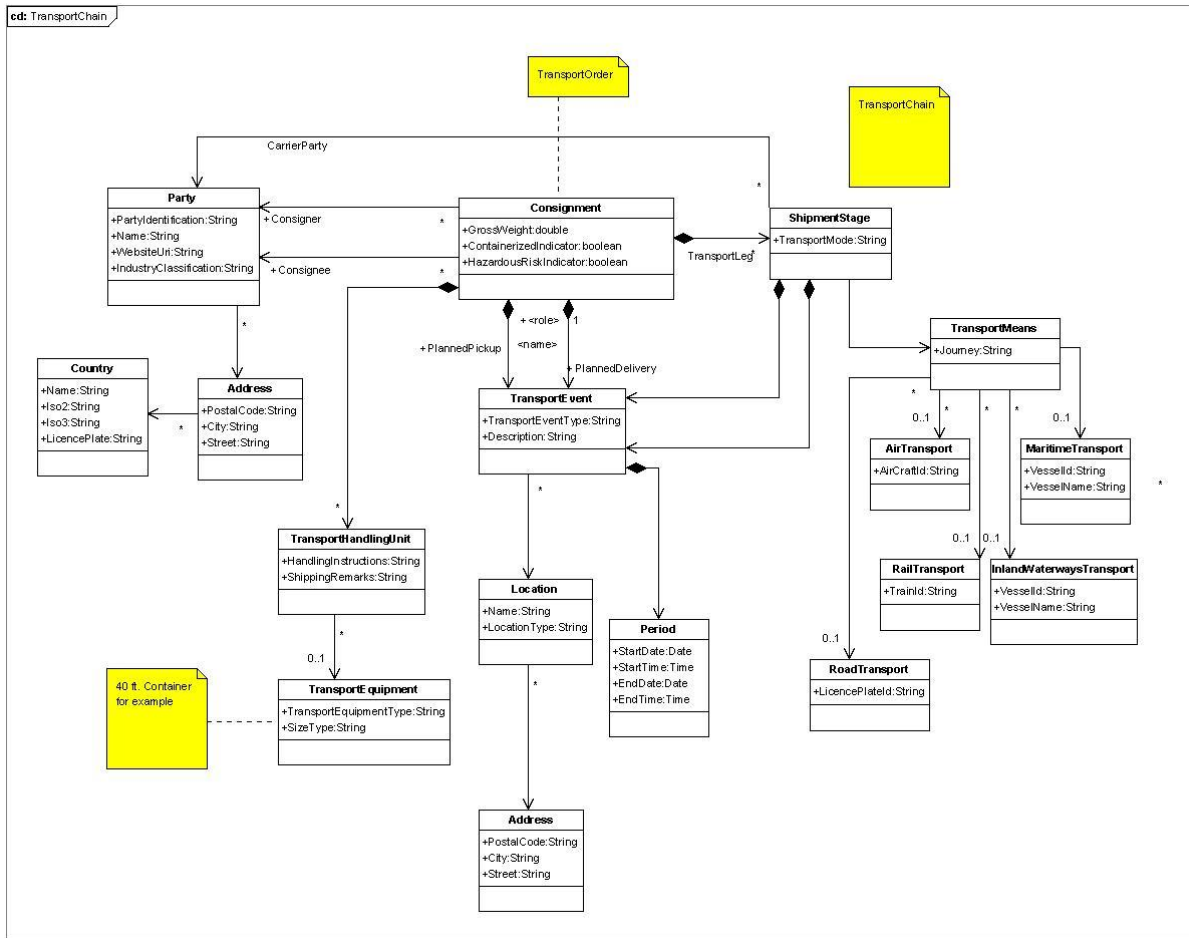 cd: TransportChain
TransportOrder
TransportChain
CarrierParty
*
Party
+PartyIdentification:String
+Name:String
+WebsiteUri:String
+IndustryClassification:String
+ Consigner
*
+ Consignee
*
Consignment
+GrossWeight:double
+ContainerizedIndicator:boolean
+HazardousRiskIndicator:boolean
TransportLeg
*
ShipmentStage
+TransportMode:String
+ <role>
1
<name>
+ PlannedPickup
+ PlannedDelivery
*
TransportMeans
+Journey:String
Country
+Name:String
+Iso2:String
+Iso3:String
+LicencePlate:String
*
Address
+PostalCode:String
+City:String
+Street:String
TransportEvent
+TransportEventType:String
+Description:String
*
*
*
*
*
0..1
0..1
AirTransport
+AirCraftId:String
MaritimeTransport
+VesselId:String
+VesselName:String
*
*
*
TransportHandlingUnit
+HandlingInstructions:String
+ShippingRemarks:String
0..1
0..1
RailTransport
+TrainId:String
InlandWaterwaysTransport
+VesselId:String
+VesselName:String
Location
+Name:String
+LocationType:String
Period
+StartDate:Date
+StartTime:Time
+EndDate:Date
+EndTime:Time
*
0..1
0..1
RoadTransport
+LicencePlateId:String
40 ft. Container
for example
TransportEquipment
+TransportEquipmentType:String
+SizeType:String
*
Address
+PostalCode:String
+City:String
+Street:String